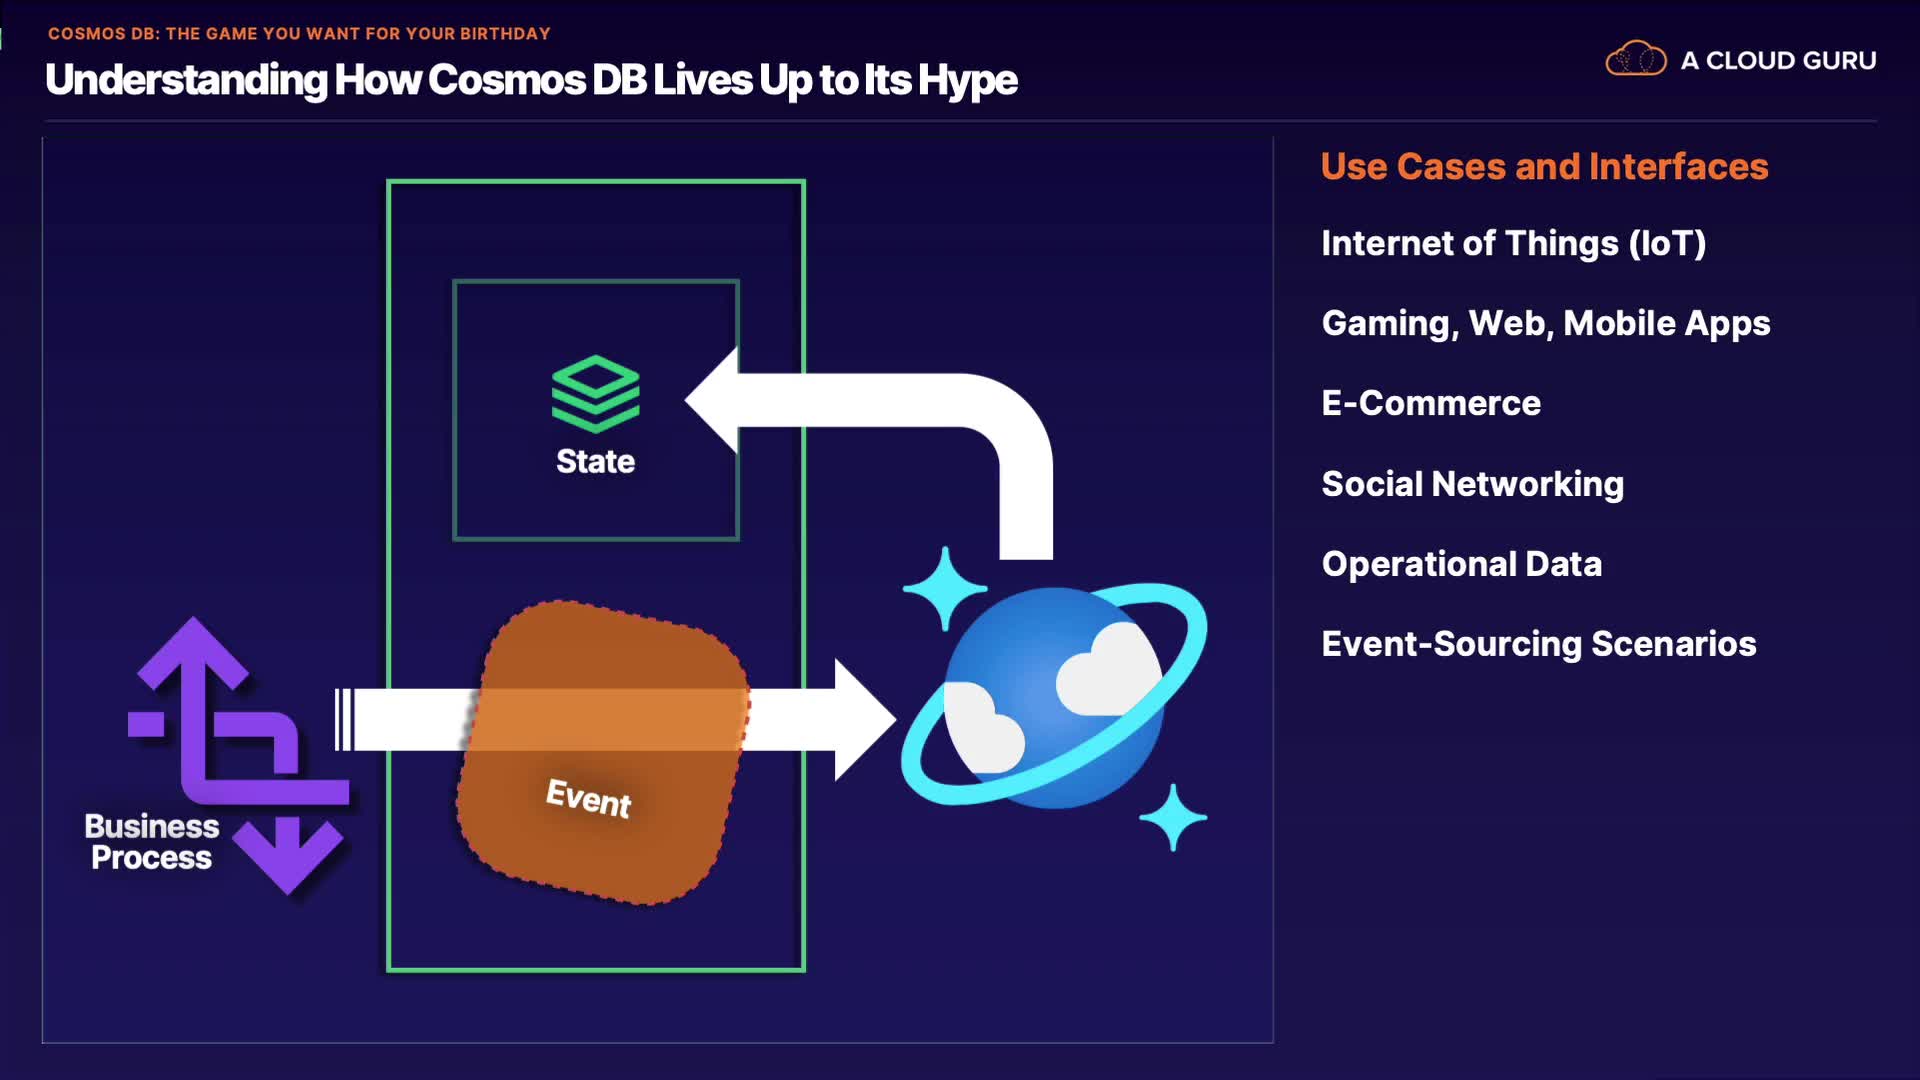 COSMOS DB: THE GAME YOU WANT FOR YOUR BIRTHDAY
Understanding How Cosmos DB Lives Up to Its Hype
A CLOUD GURU
State
Event
Business
Process
Use Cases and Interfaces
Internet of Things (IoT)
Gaming, Web, Mobile Apps
E-Commerce
Social Networking
Operational Data
Event-Sourcing Scenarios